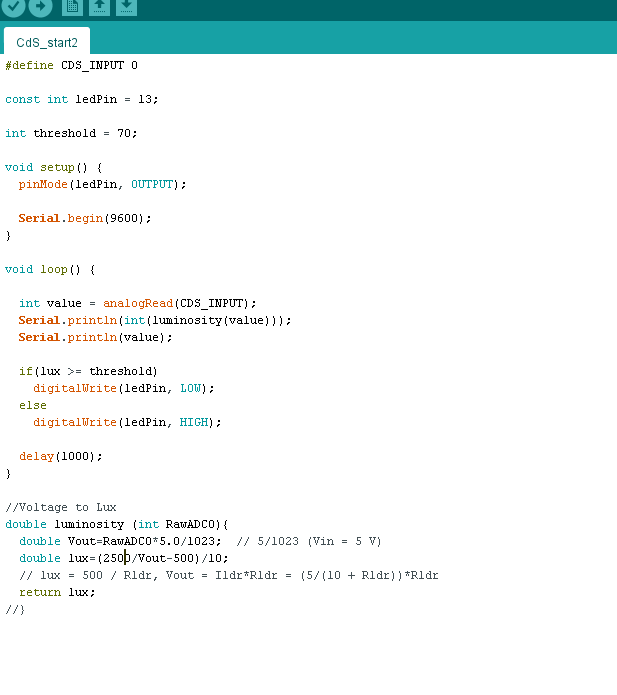 CdS_start2
#define CDS_INPUT 0
const int ledPin = 13;
int threshold = 70;
void setup() {
pinMode(ledPin, OUTPUT);
Serial.begin(9600);
}
void loop() {
int value = analogRead(CDS_INPUT);
Serial.println(int(luminosity(value)));
Serial.println(value);
if(lux >= threshold)
digitalWrite(ledPin, LOW);
else
digitalWrite(ledPin, HIGH);
delay(1000);
}
//Voltage to Lux
double luminosity (int RawADC0){
double Vout=RawADC0*5.0/1023;  // 5/1023 (Vin = 5 V)
double lux=(2500/Vout-500)/10;
// lux = 500 / Rldr, Vout = Ildr*Rldr = (5/(10 + Rldr))*Rldr
return lux;
//}